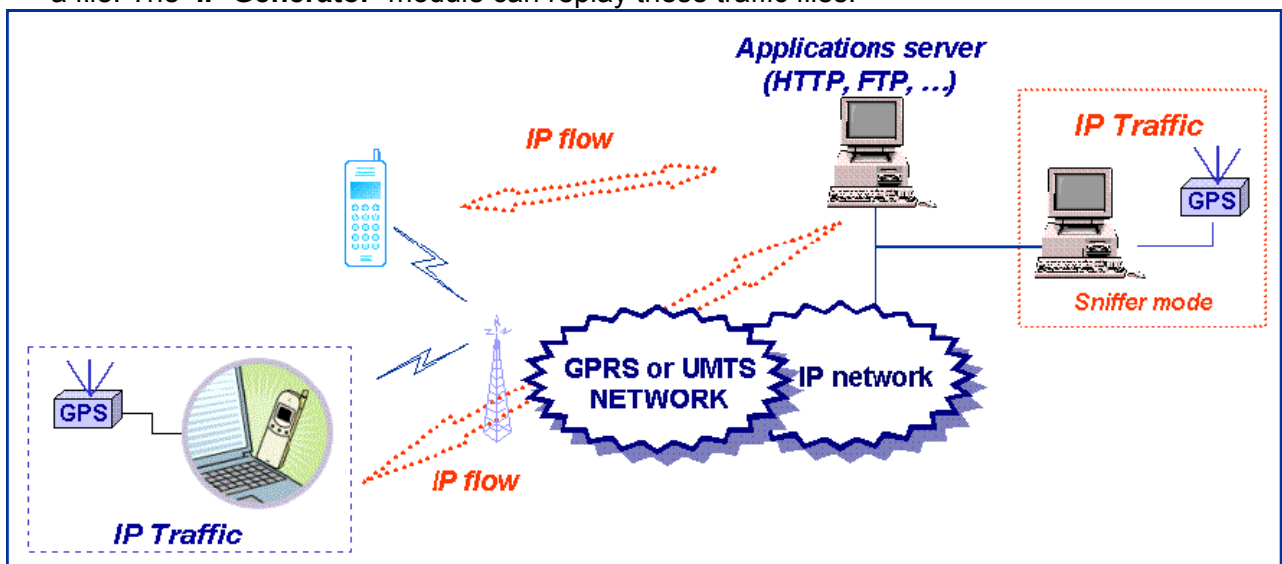 a file. The "IP Generator" module can replay these traffic files.
Applications server
(HTTP, FTP, ...)
IP Traffic
IP flow
GPS
Sniffer mode
GPRS or UMTS
NETWORK
IP network
GPS
IP flow
IP Traffic